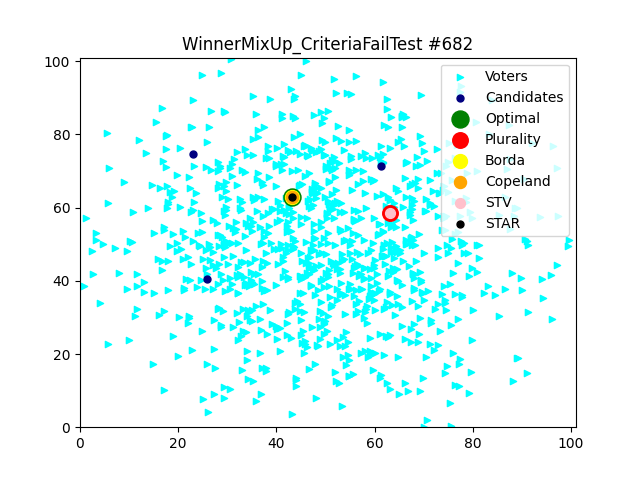 WinnerMixUp_CriteriaFailTest #682
100
80
60
40
20
0
0
20
40
60
80
100
Voters
Candidates
Optimal
Plurality
Borda
Copeland
STV
STAR